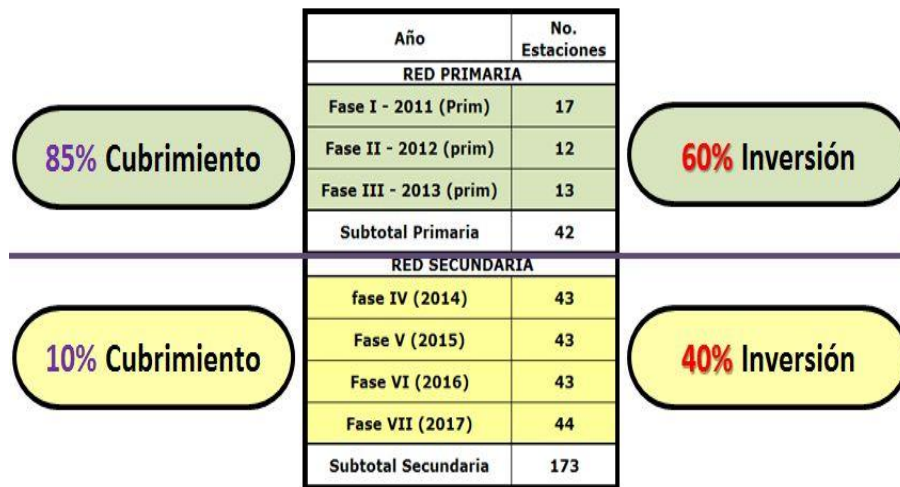 Año
No.
Estaciones
RED PRIMARIA
Fase I - 2011 (Prim) 17
Fase II - 2012 (prim) 12
Fase III - 2013 (prim) 13
Subtotal Primaria 42
85% Cubrimiento
60% Inversión
RED SECUNDARIA
fase IV (2014) 43
Fase V (2015) 43
Fase VI (2016) 43
Fase VII (2017) 44
Subtotal Secundaria 173
10% Cubrimiento
40% Inversión